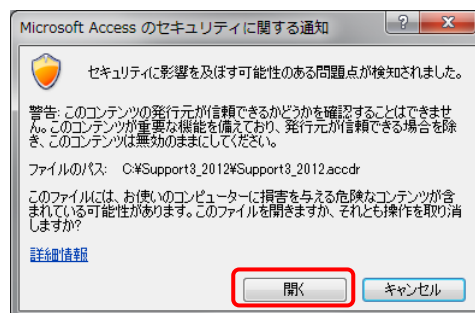 Microsoft Access のセキュリティに関する通知
セキュリティに影響を及ぼす可能性のある問題点が検知されました。
警告: このコンテンツの発行元が信頼できるかどうかを確認することはできませ
ん。このコンテンツが重要な機能を備えており、発行元が信頼できる場合を除
き、このコンテンツは無効のままにしてください。
ファイルのパス: C:¥Support3_2012¥Support3_2012.accdr
このファイルには、お使いのコンピューターに損害を与える危険なコンテンツが含
まれている可能性があります。このファイルを開きますか、それとも操作を取り消
しますか?
詳細情報
開く
キャンセル